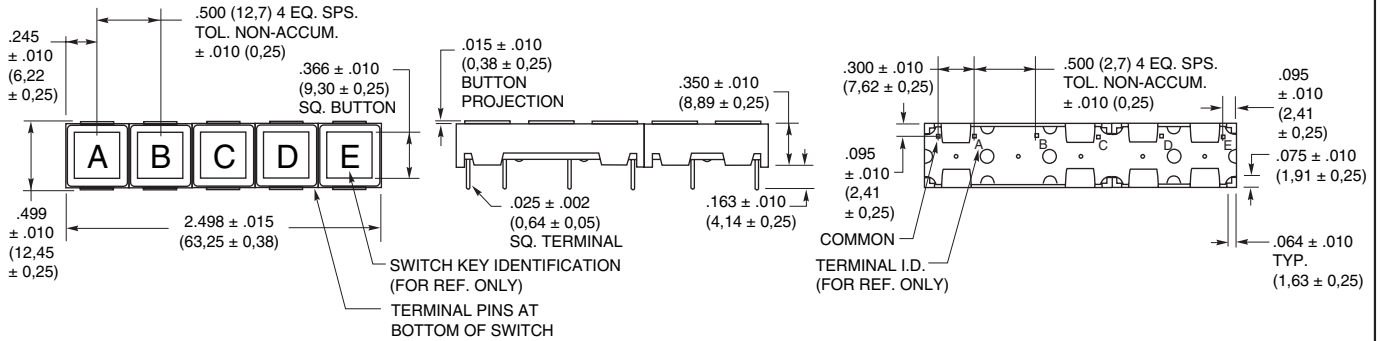 .500 (12,7) 4 EQ. SPS.
TOL. NON-ACCUM.
± .010 (0,25)
.245
± .010
(6,22
± 0,25)
.366 ± .010
(9,30 ± 0,25)
SQ. BUTTON
A B C D E
.499
± .010
(12,45
± 0,25)
2.498 ± .015
(63,25 ± 0,38)
SWITCH KEY IDENTIFICATION
(FOR REF. ONLY)
TERMINAL PINS AT
BOTTOM OF SWITCH
.015 ± .010
(0,38 ± 0,25)
BUTTON
PROJECTION
.350 ± .010
(8,89 ± 0,25)
.025 ± .002
(0,64 ± 0,05)
SQ. TERMINAL
.163 ± .010
(4,14 ± 0,25)
.300 ± .010
(7,62 ± 0,25)
.500 (2,7) 4 EQ. SPS.
TOL. NON-ACCUM.
± .010 (0,25)
.095
± .010
(2,41
± 0,25)
A B C D E
.095
± .010
(2,41
± 0,25)
.075 ± .010
(1,91 ± 0,25)
COMMON
TERMINAL I.D.
(FOR REF. ONLY)
.064 ± .010
TYP.
(1,63 ± 0,25)